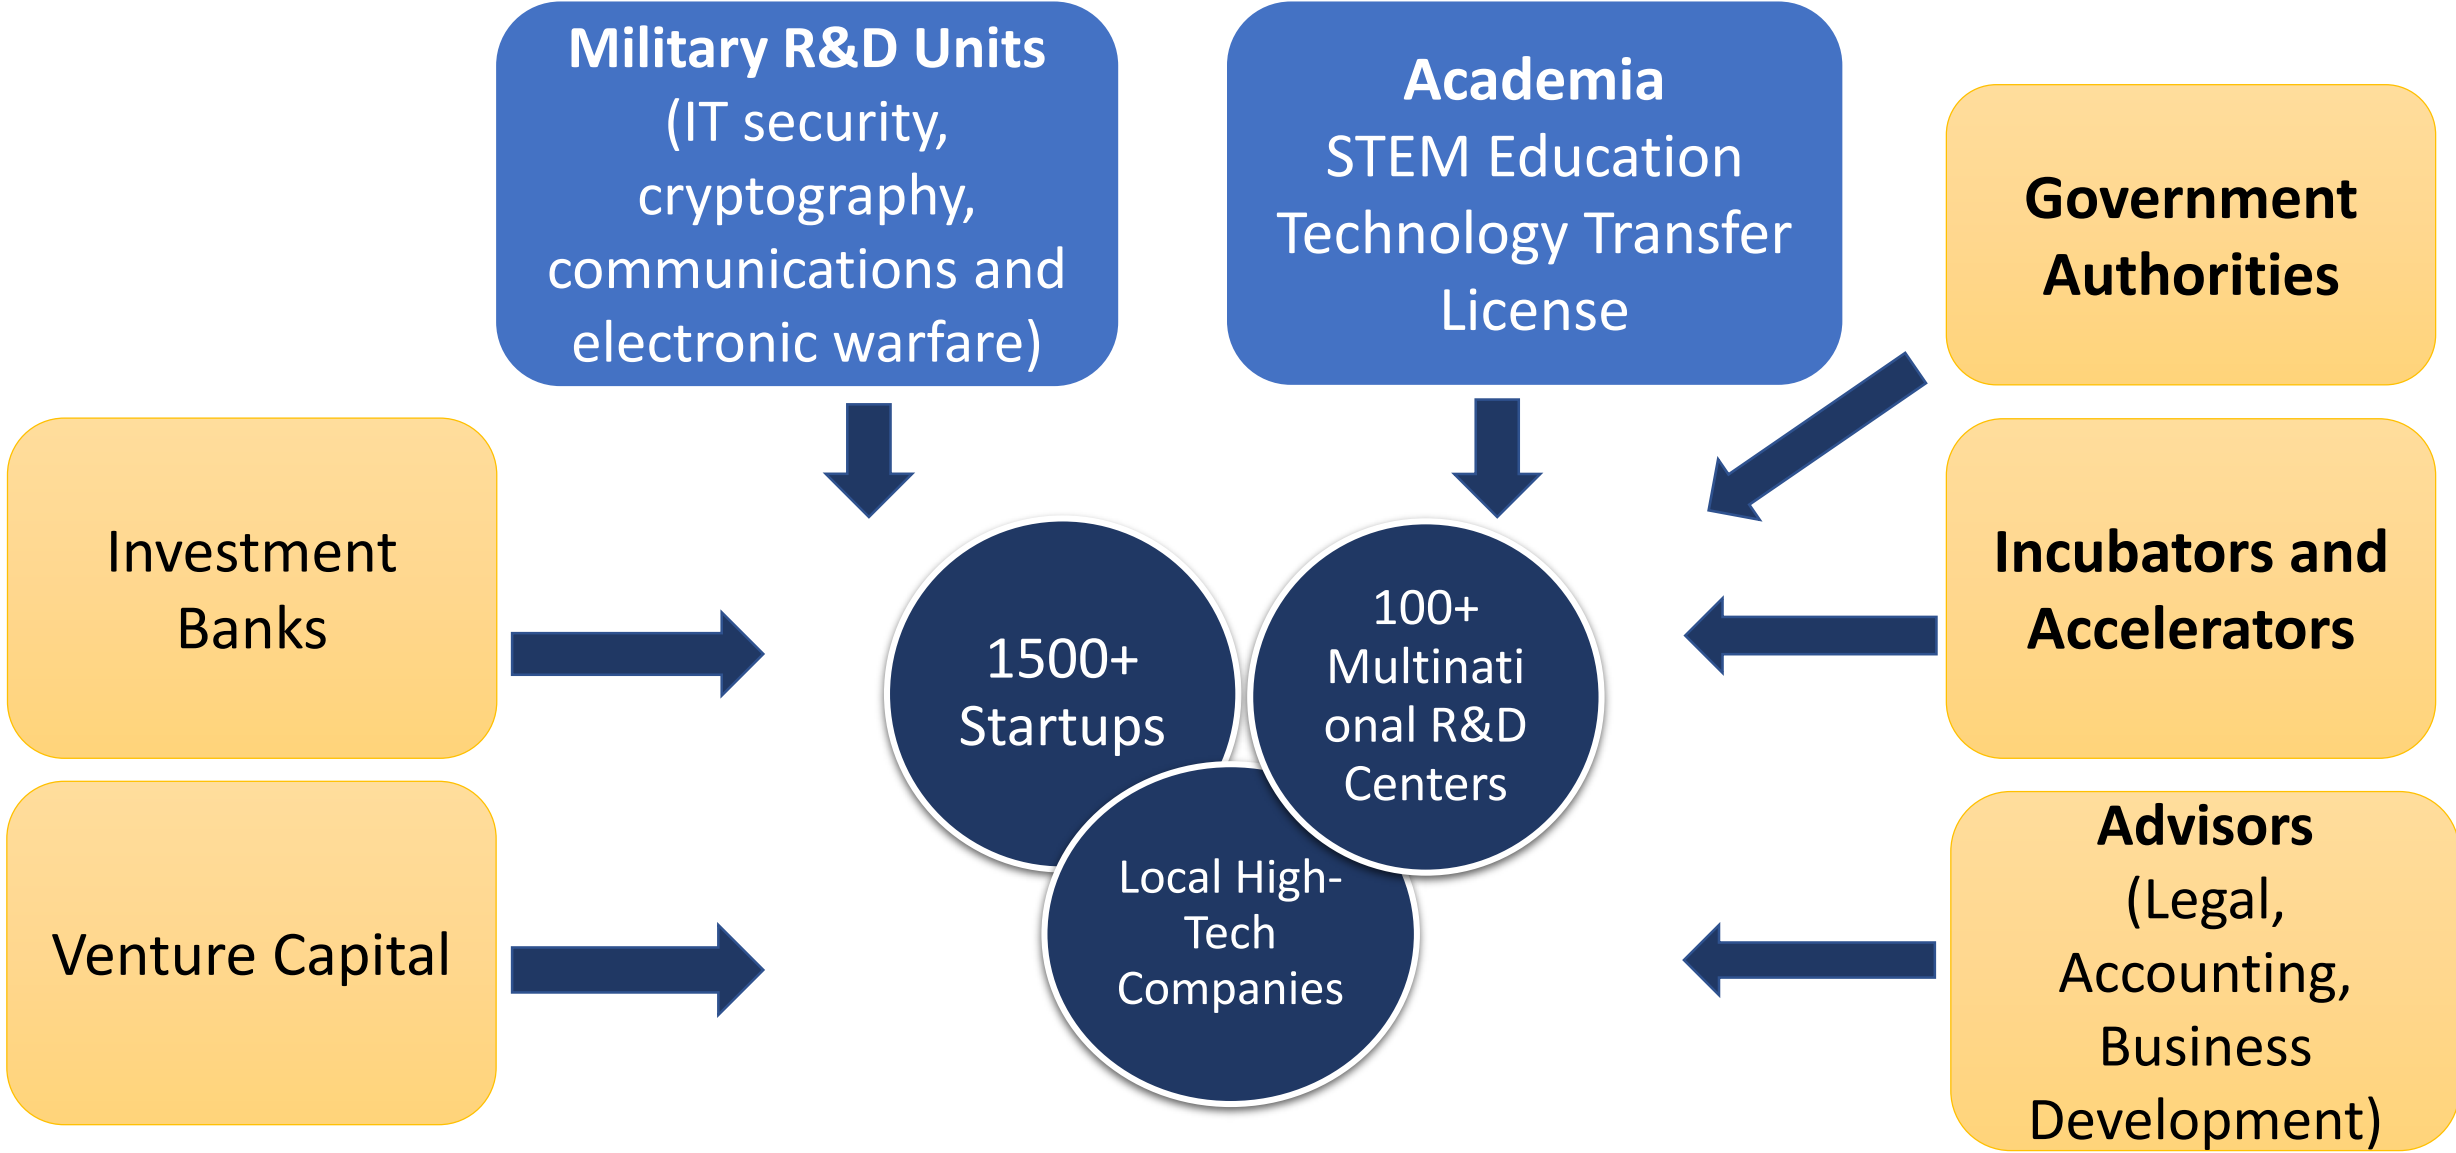 Military R&D Units
(IT security,
cryptography,
communications and
electronic warfare)
Academia
STEM Education
Technology Transfer
License
Government
Authorities
Investment
Banks
Incubators and
Accelerators
1500+
Startups
100+
Multinati
onal R&D
Centers
Venture Capital
Local High-
Tech
Companies
Advisors
(Legal,
Accounting,
Business
Development)